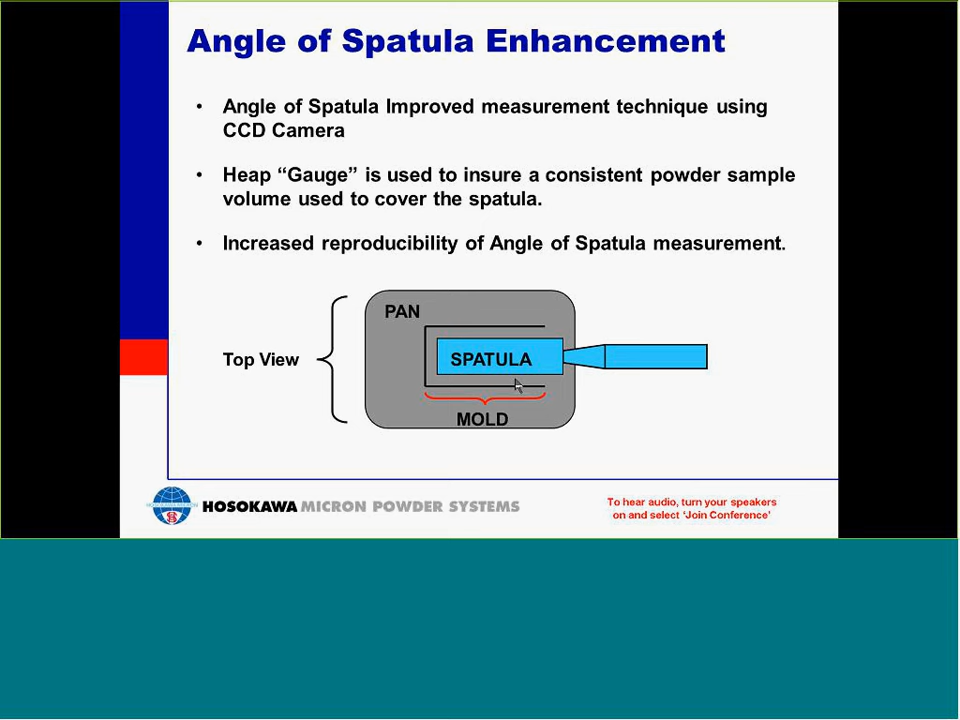 Angle of Spatula Enhancement
• Angle of Spatula Improved measurement technique using
CCD Camera
• Heap “Gauge” is used to insure a consistent powder sample
volume used to cover the spatula.
• Increased reproducibility of Angle of Spatula measurement.
PAN
Top View
SPATULA
MOLD
HOSOKAWA MICRON POWDER SYSTEMS
To hear audio, turn your speakers
on and select ‘Join Conference’